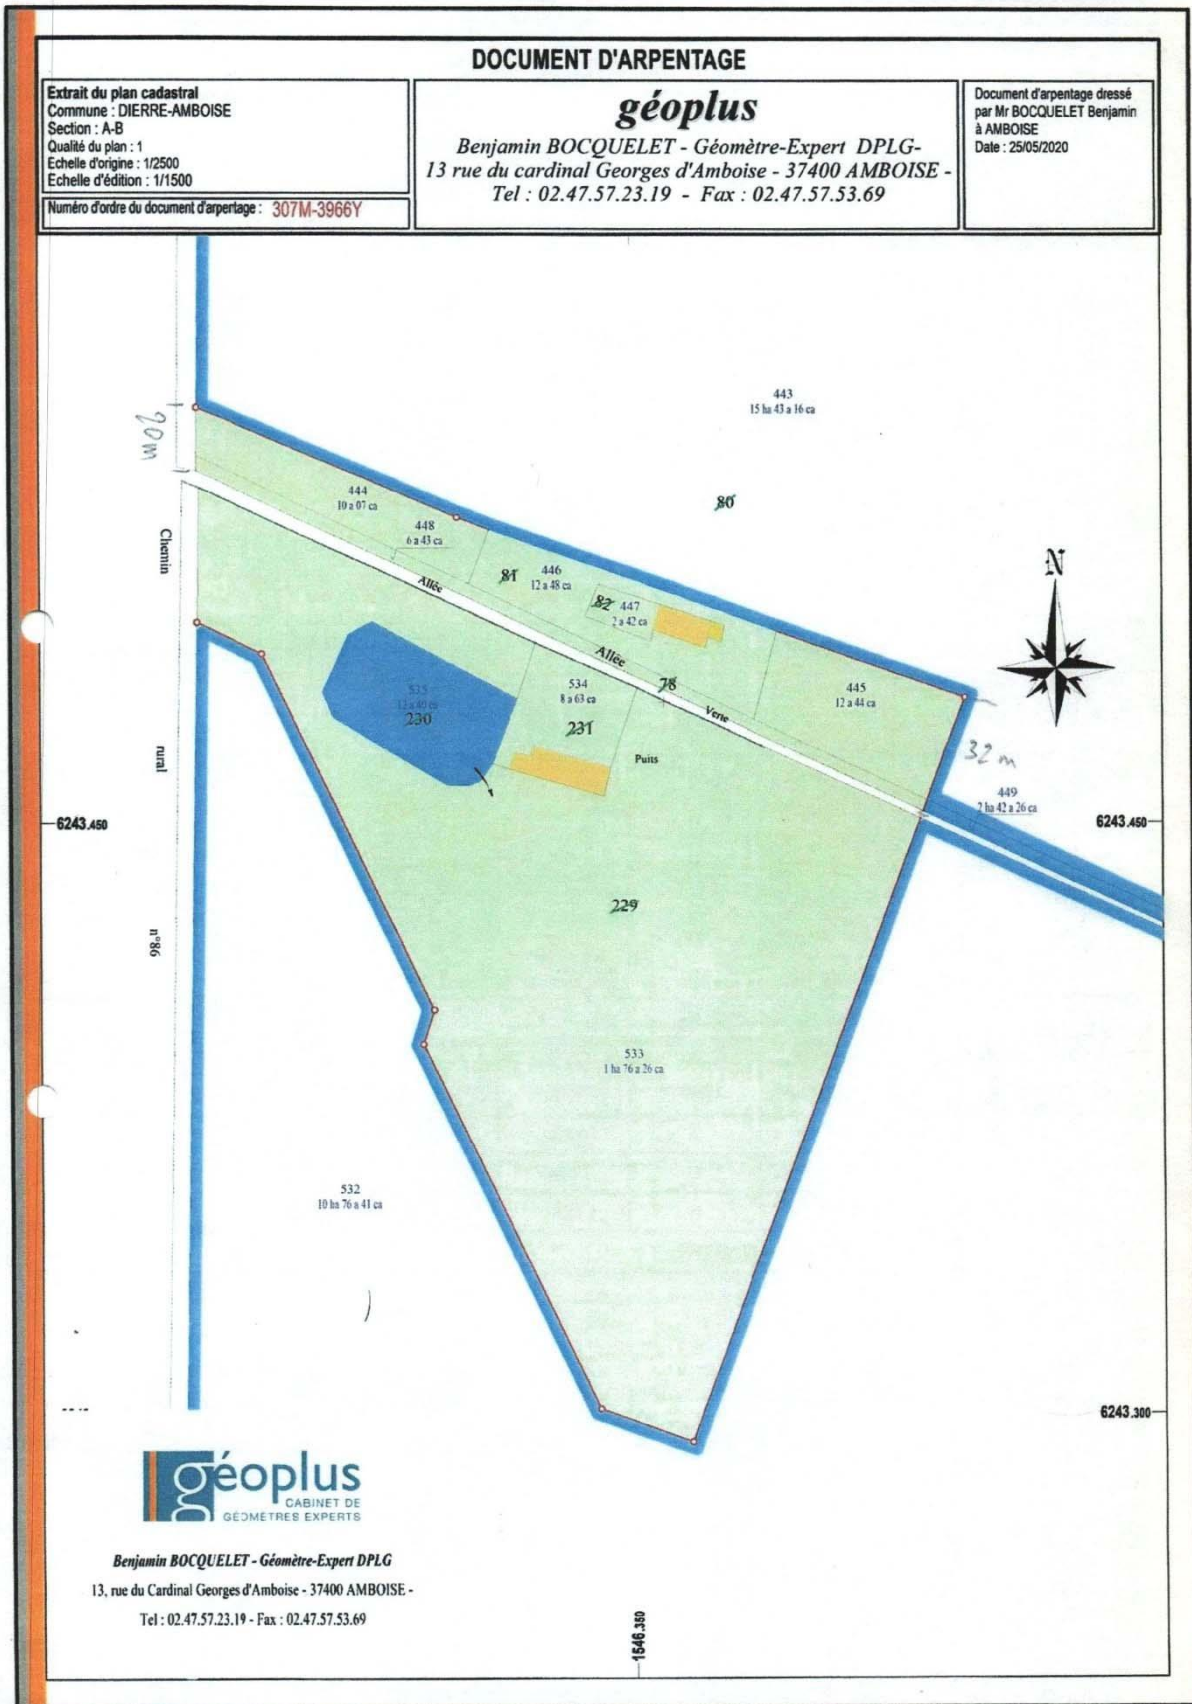 DOCUMENT D'ARPENTAGE
Extrait du plan cadastral
Commune : DIERRE-AMBOISE
Section : A-B
Qualité du plan : 1
Echelle d'origine : 1/2500
Echelle d'édition : 1/1500
Numéro d'ordre du document d'arpentage : 307M-3966Y
géoplus
Benjamin BOCQUELET - Géomètre-Expert DPLG-
13 rue du cardinal Georges d'Amboise - 37400 AMBOISE -
Tel : 02.47.57.23.19 - Fax : 02.47.57.53.69
Document d'arpentage dressé
par Mr BOCQUELET Benjamin
à AMBOISE
Date : 25/05/2020
443
15 ha 43 a 16 ca
20 m
80
444
10 a 07 ca
448
6 a 43 ca
Chemin
81
446
12 a 48 ca
N
Allée
82
447
2 a 42 ca
Allée
78
445
12 a 44 ca
534
8 a 63 ca
535
12 a 40 ca
230
231
Verte
rural
Puits
32 m
449
2 ha 42 a 26 ca
6243.450
6243.450
229
n°86
533
1 ha 76 a 26 ca
532
10 ha 76 a 41 ca
6243.300
géoplus
CABINET DE
GÉOMÈTRES EXPERTS
Benjamin BOCQUELET - Géomètre-Expert DPLG
13, rue du Cardinal Georges d'Amboise - 37400 AMBOISE -
Tel : 02.47.57.23.19 - Fax : 02.47.57.53.69
1546.350